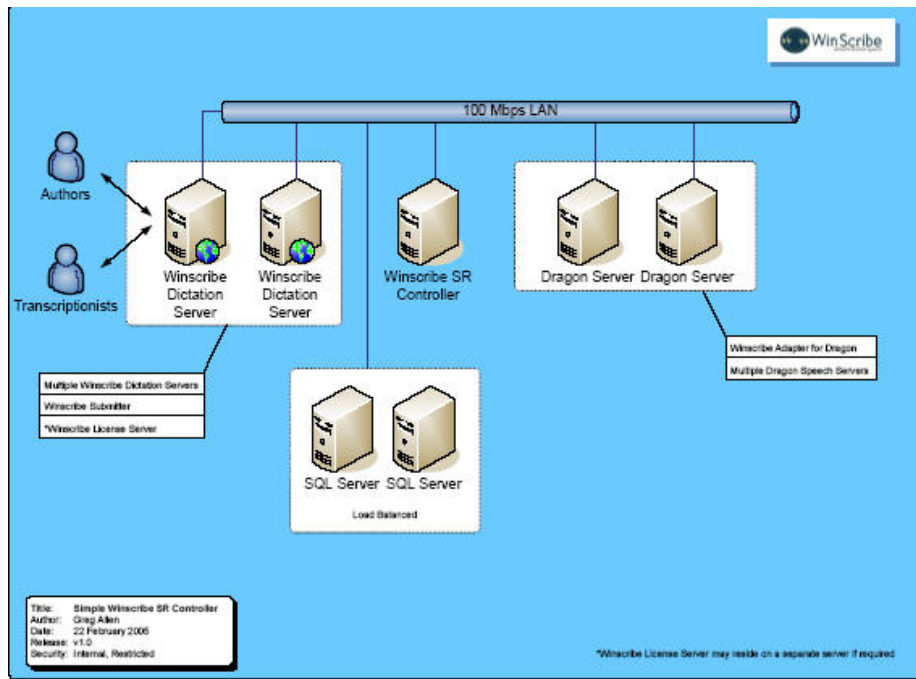 WinScribe
100 Mbps LAN
Authors
Transcriptionists
Winscribe
Dictation
Server
Winscribe
Dictation
Server
Winscribe SR
Controller
Dragon Server
Dragon Server
Winscribe Adapter for Dragon
Multiple Dragon Speech Servers
Multiple Winscribe Dictation Servers
Winscribe Submitter
*Winscribe License Server
SQL Server
SQL Server
Load Balanced
Title: Simple Winscribe SR Controller
Author: Greg Allen
Date: 22 February 2005
Release: v1.0
Security: Internal, Restricted
*Winscribe License Server may reside on a separate server if required